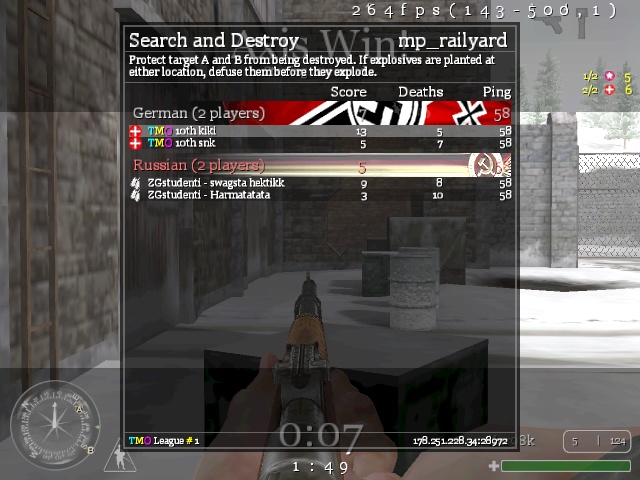 264fps(143-500,1)
Axis Win
Search and Destroy mp_railyard
Protect target A and B from being destroyed. If explosives are planted at
either location, defuse them before they explode.
1/2 5
2/2 6
Score Deaths Ping
German (2 players) 58
TMO 10th kiki 13 5 58
TMO 10th snk 5 7 58
Russian (2 players) 5
ZGstudenti - swagsta hektikk 9 8 58
ZGstudenti - Harmatatata 3 10 58
A
B
0:07
TMO League # 1 178.251.228.34:28972
5 | 124
1:49